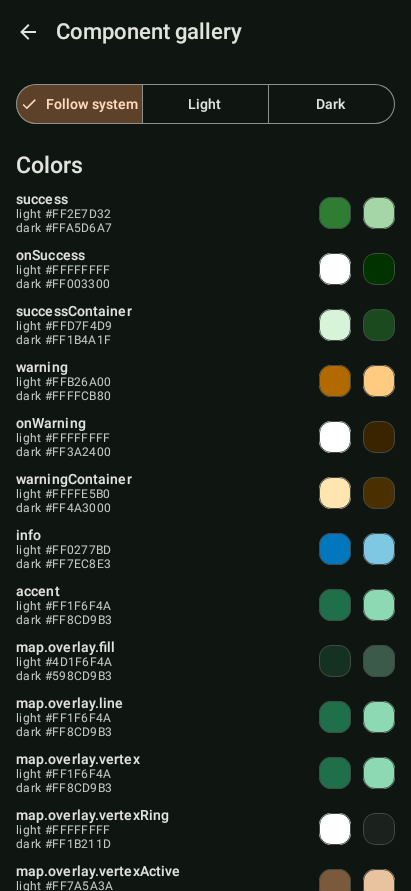 Component gallery
Follow system
Light
Dark
Colors
success
light #FF2E7D32
dark #FFA5D6A7
onSuccess
light #FFFFFFFF
dark #FF003300
successContainer
light #FFD7F4D9
dark #FF1B4A1F
warning
light #FFB26A00
dark #FFFFCB80
onWarning
light #FFFFFFFF
dark #FF3A2400
warningContainer
light #FFFFE5B0
dark #FF4A3000
info
light #FF0277BD
dark #FF7EC8E3
accent
light #FF1F6F4A
dark #FF8CD9B3
map.overlay.fill
light #4D1F6F4A
dark #598CD9B3
map.overlay.line
light #FF1F6F4A
dark #FF8CD9B3
map.overlay.vertex
light #FF1F6F4A
dark #FF8CD9B3
map.overlay.vertexRing
light #FFFFFFFF
dark #FF1B211D
map.overlay.vertexActive
light #FF7A5A3A